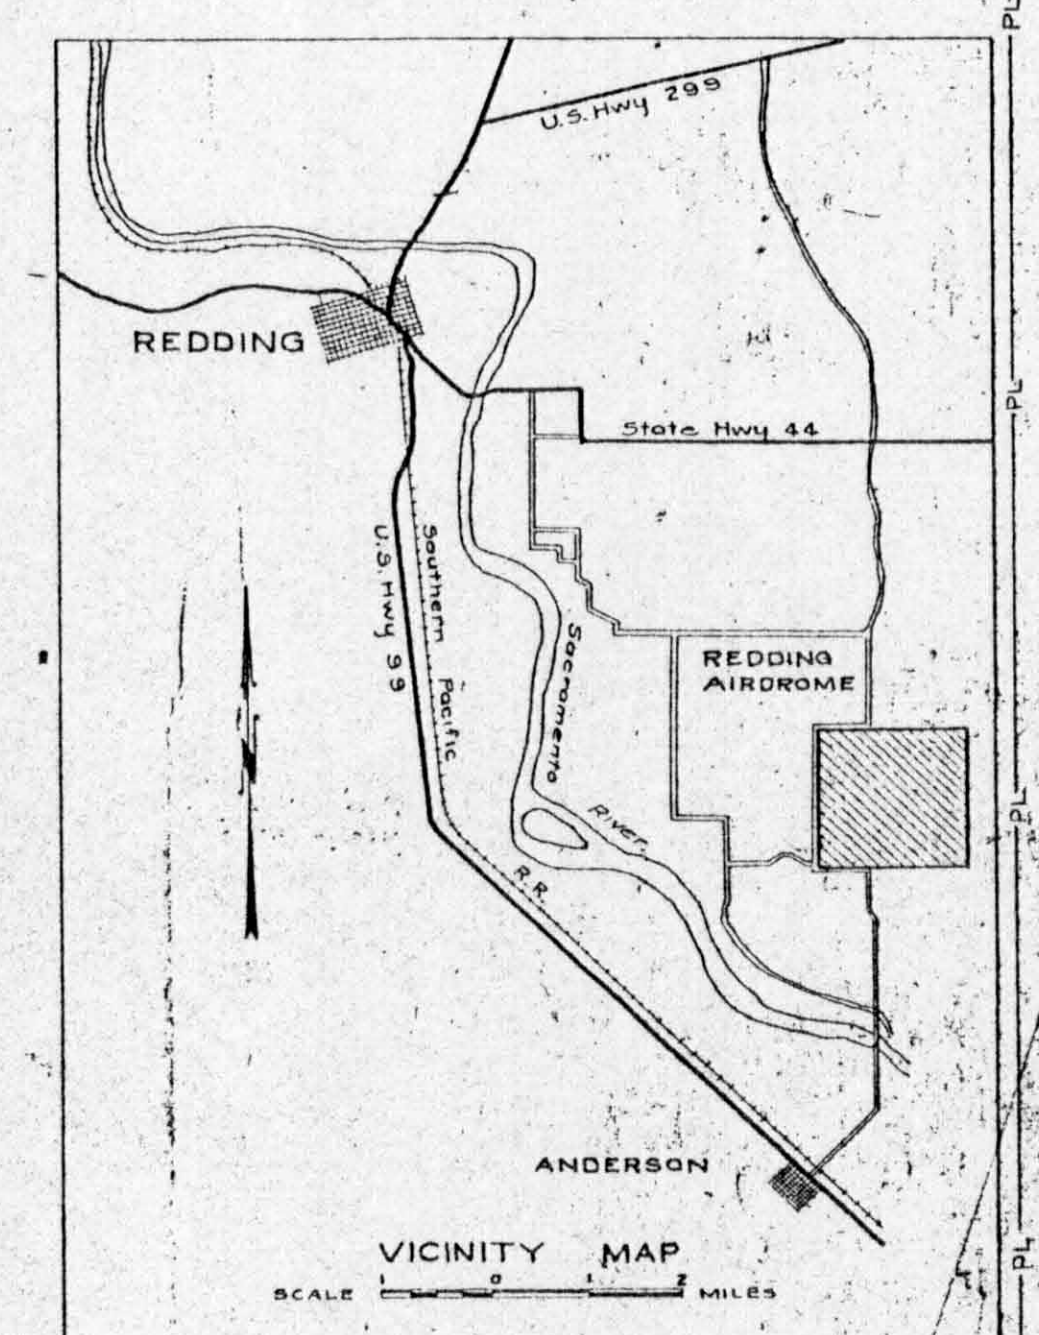 PL
U.S. Hwy 299
REDDING
PL
State Hwy 44
U.S. Hwy 99
Southern Pacific
R.R.
Sacramento
River
REDDING
AIRDROME
N
PL
ANDERSON
PL
VICINITY MAP
SCALE 1 0 1 2 MILES